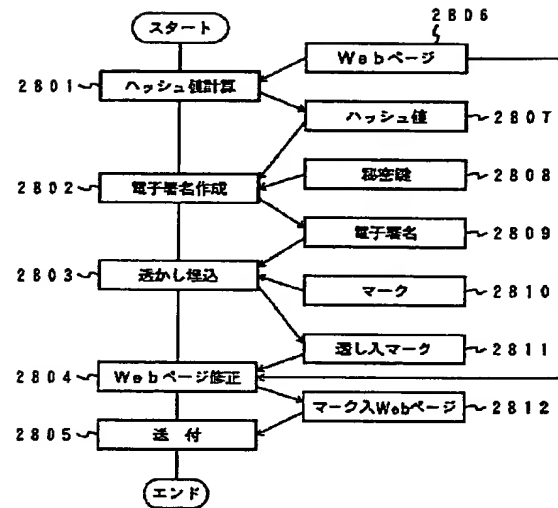 2806
スタート
Webページ
2801
ハッシュ値計算
ハッシュ値
2807
秘密鍵
2808
2802
電子署名作成
電子署名
2809
2803
透かし埋込
マーク
2810
透し入マーク
2811
2804
Webページ修正
マーク入Webページ
2812
2805
送 付
エンド